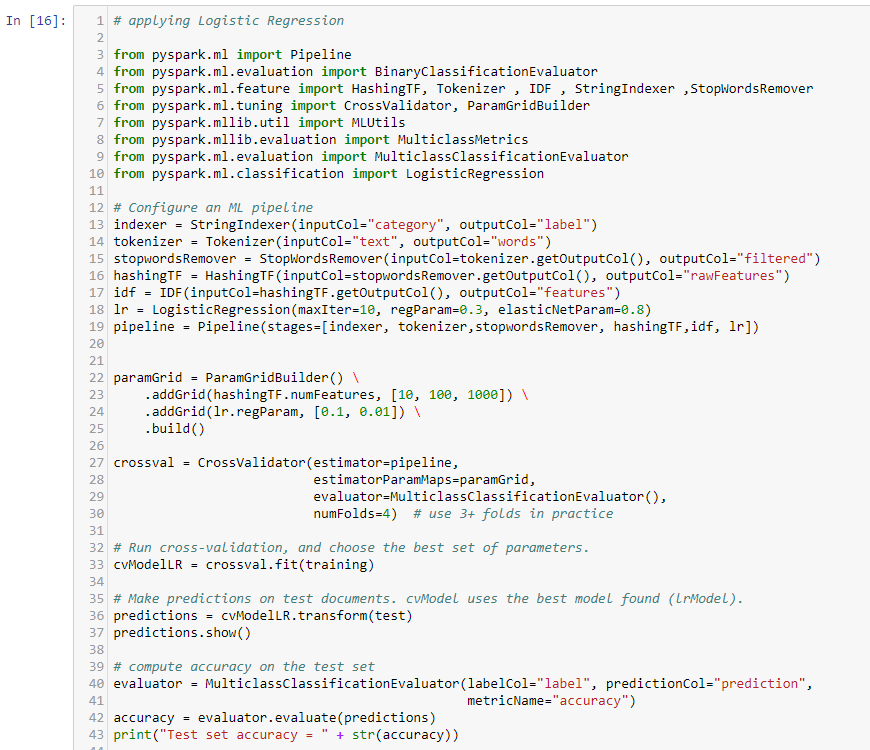 In [16]:
1 # applying Logistic Regression
2
3 from pyspark.ml import Pipeline
4 from pyspark.ml.evaluation import BinaryClassificationEvaluator
5 from pyspark.ml.feature import HashingTF, Tokenizer , IDF , StringIndexer ,StopWordsRemover
6 from pyspark.ml.tuning import CrossValidator, ParamGridBuilder
7 from pyspark.mllib.util import MLUtils
8 from pyspark.mllib.evaluation import MulticlassMetrics
9 from pyspark.ml.evaluation import MulticlassClassificationEvaluator
10 from pyspark.ml.classification import LogisticRegression
11
12 # Configure an ML pipeline
13 indexer = StringIndexer(inputCol="category", outputCol="label")
14 tokenizer = Tokenizer(inputCol="text", outputCol="words")
15 stopwordsRemover = StopWordsRemover(inputCol=tokenizer.getOutputCol(), outputCol="filtered")
16 hashingTF = HashingTF(inputCol=stopwordsRemover.getOutputCol(), outputCol="rawFeatures")
17 idf = IDF(inputCol=hashingTF.getOutputCol(), outputCol="features")
18 lr = LogisticRegression(maxIter=10, regParam=0.3, elasticNetParam=0.8)
19 pipeline = Pipeline(stages=[indexer, tokenizer,stopwordsRemover, hashingTF,idf, lr])
20
21
22 paramGrid = ParamGridBuilder() \
23     .addGrid(hashingTF.numFeatures, [10, 100, 1000]) \
24     .addGrid(lr.regParam, [0.1, 0.01]) \
25     .build()
26
27 crossval = CrossValidator(estimator=pipeline,
28                           estimatorParamMaps=paramGrid,
29                           evaluator=MulticlassClassificationEvaluator(),
30                           numFolds=4)  # use 3+ folds in practice
31
32 # Run cross-validation, and choose the best set of parameters.
33 cvModelLR = crossval.fit(training)
34
35 # Make predictions on test documents. cvModel uses the best model found (lrModel).
36 predictions = cvModelLR.transform(test)
37 predictions.show()
38
39 # compute accuracy on the test set
40 evaluator = MulticlassClassificationEvaluator(labelCol="label", predictionCol="prediction",
41                                               metricName="accuracy")
42 accuracy = evaluator.evaluate(predictions)
43 print("Test set accuracy = " + str(accuracy))